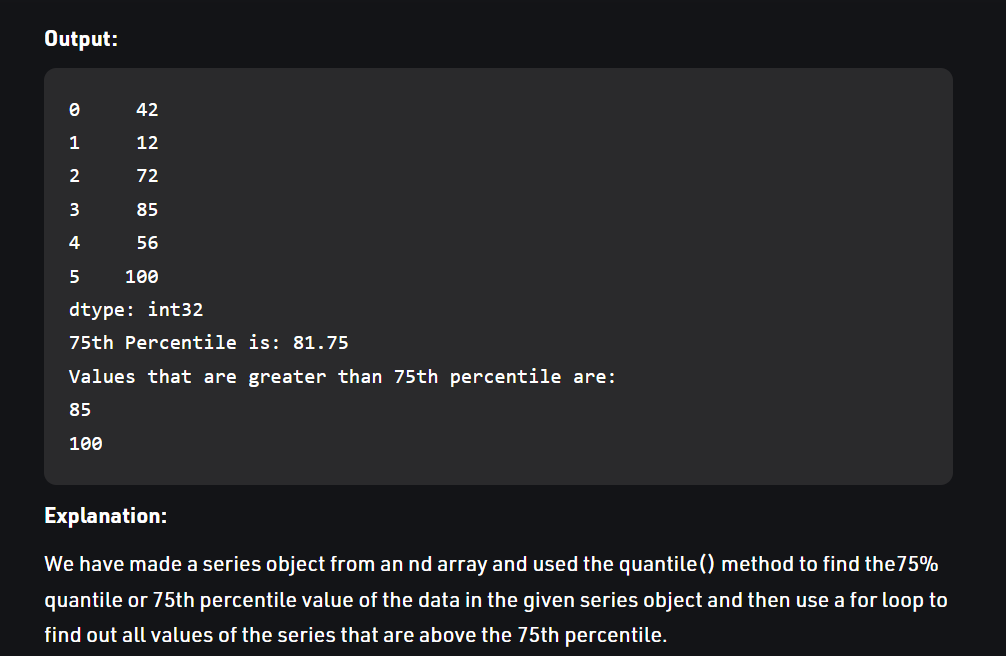 Output:
0     42
1     12
2     72
3     85
4     56
5    100
dtype: int32
75th Percentile is: 81.75
Values that are greater than 75th percentile are:
85
100
Explanation:
We have made a series object from an nd array and used the quantile() method to find the75%
quantile or 75th percentile value of the data in the given series object and then use a for loop to
find out all values of the series that are above the 75th percentile.